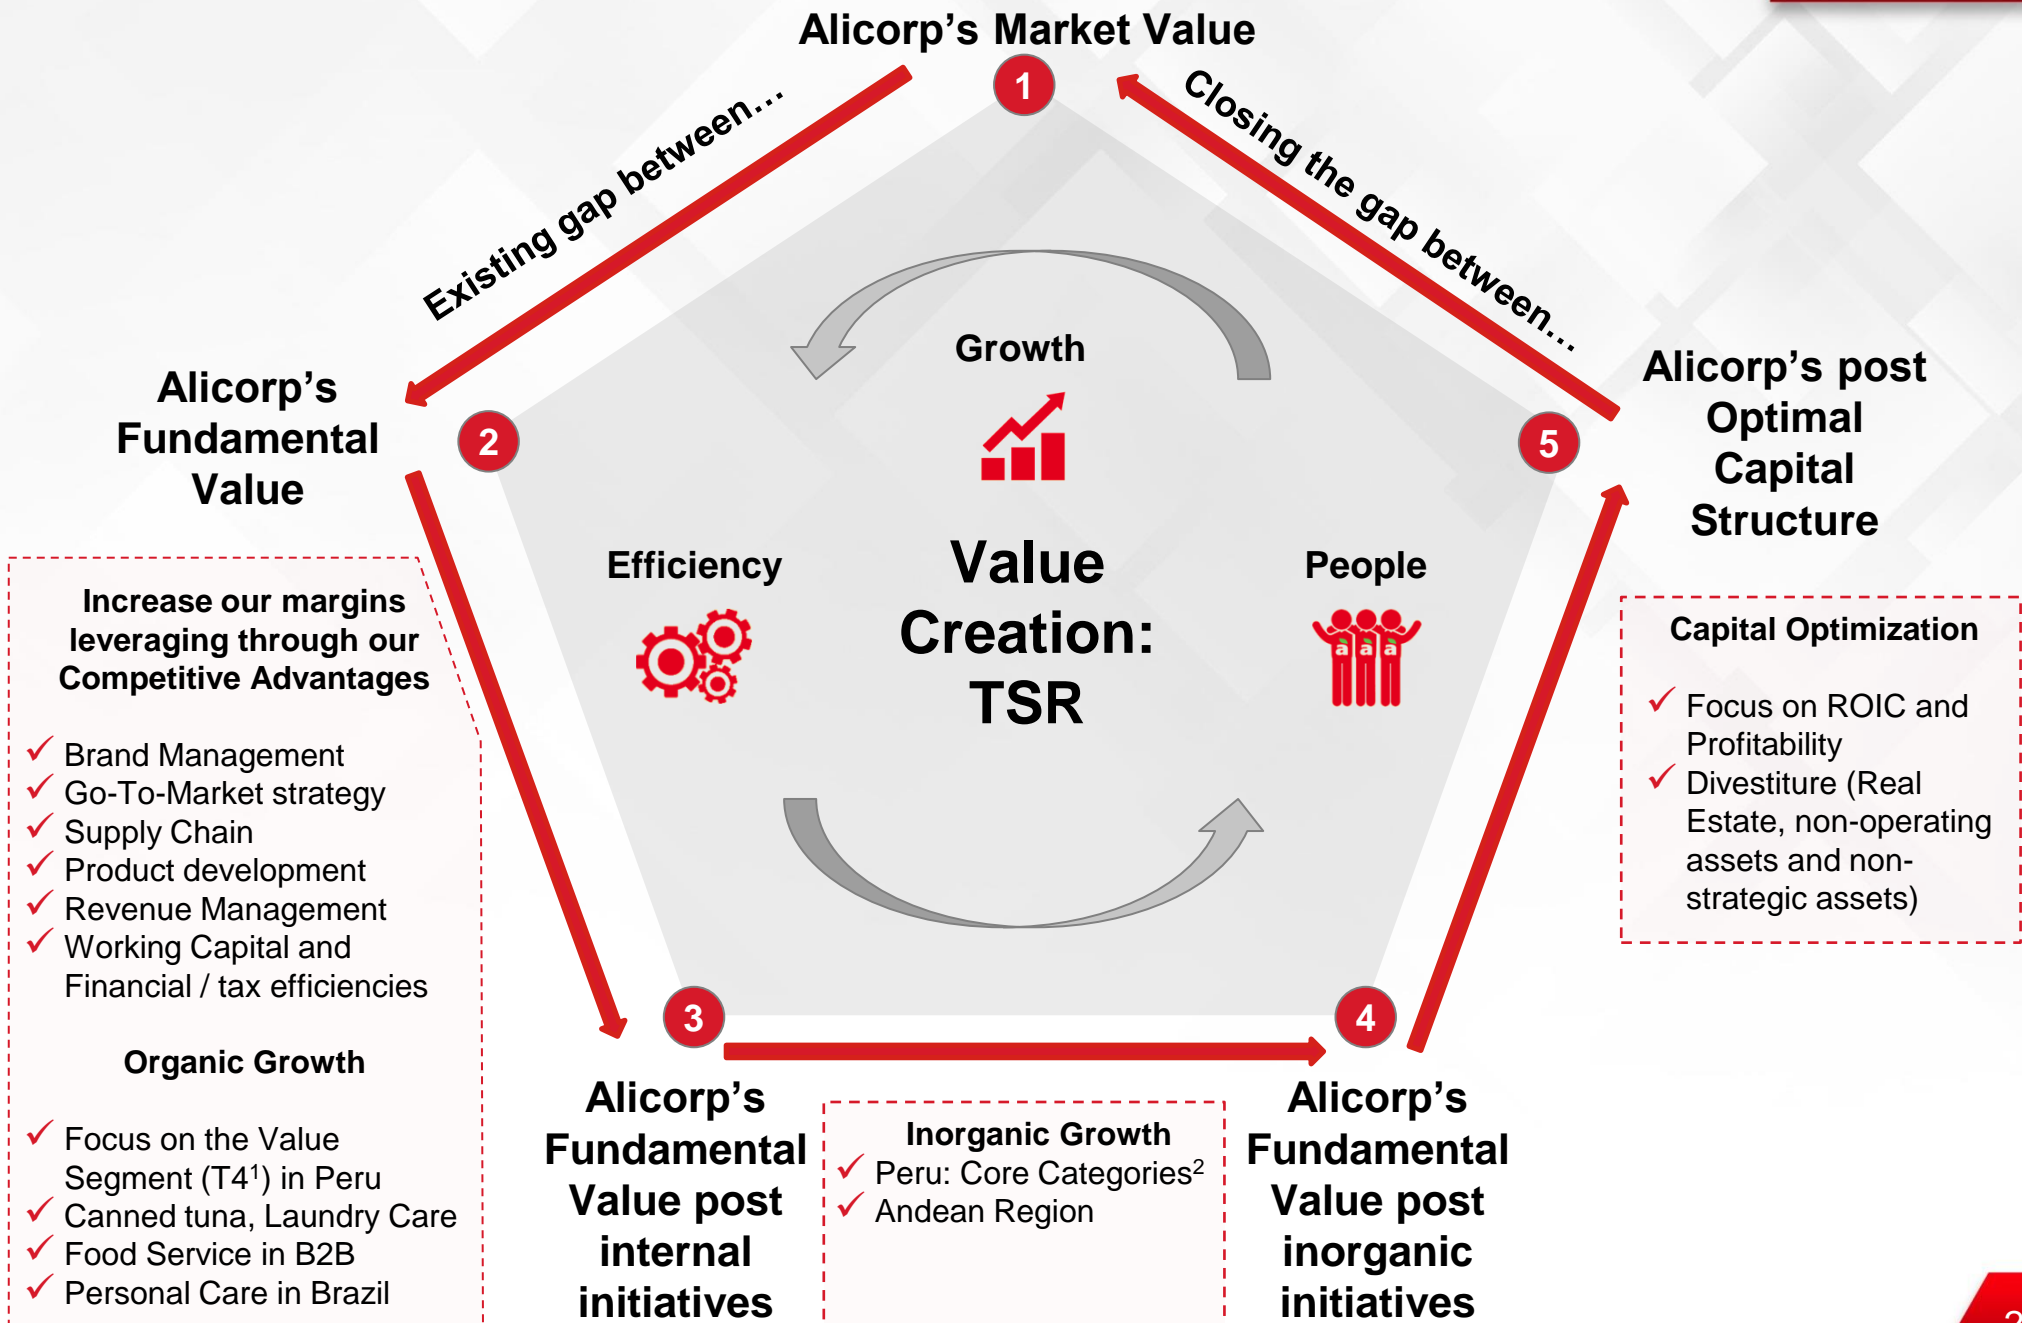 Alicorp’s Market Value
1
Existing gap between…
Closing the gap between…
Alicorp’s
Fundamental
Value
2
5
Alicorp’s post
Optimal
Capital
Structure
Growth
Efficiency
Value
Creation:
TSR
People
ā ā ā
Increase our margins
leveraging through our
Competitive Advantages
✓ Brand Management
✓ Go-To-Market strategy
✓ Supply Chain
✓ Product development
✓ Revenue Management
✓ Working Capital and
Financial / tax efficiencies
Organic Growth
✓ Focus on the Value
Segment (T4¹) in Peru
✓ Canned tuna, Laundry Care
✓ Food Service in B2B
✓ Personal Care in Brazil
Capital Optimization
✓ Focus on ROIC and
Profitability
✓ Divestiture (Real
Estate, non-operating
assets and non-
strategic assets)
3
4
Alicorp’s
Fundamental
Value post
internal
initiatives
Inorganic Growth
✓ Peru: Core Categories²
✓ Andean Region
Alicorp’s
Fundamental
Value post
inorganic
initiatives